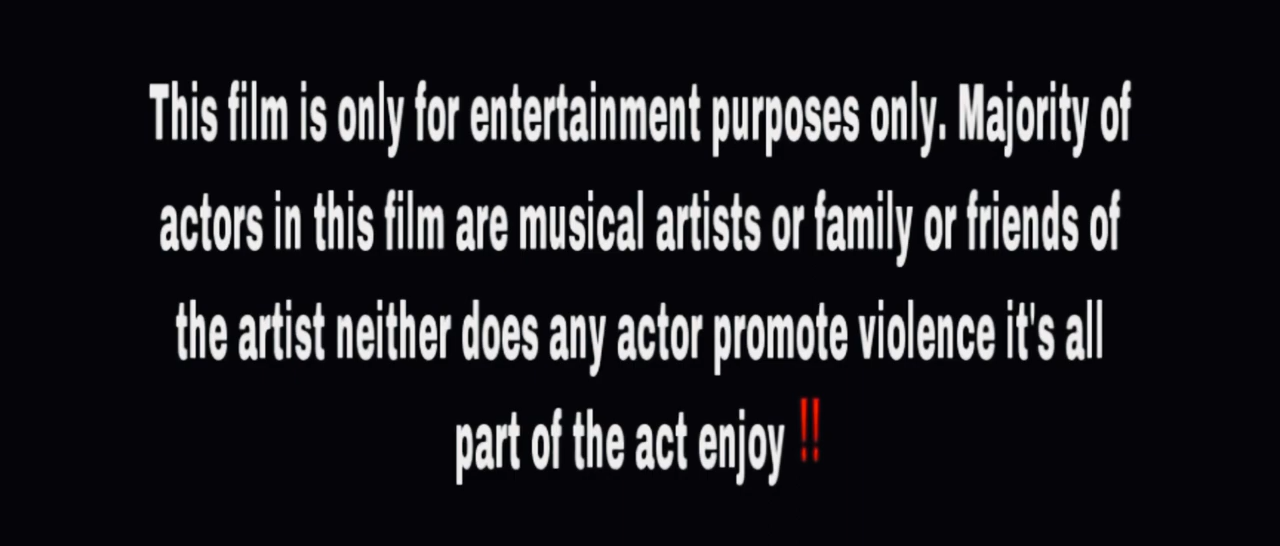 This film is only for entertainment purposes only. Majority of
actors in this film are musical artists or family or friends of
the artist neither does any actor promote violence it's all
part of the act enjoy ‼️